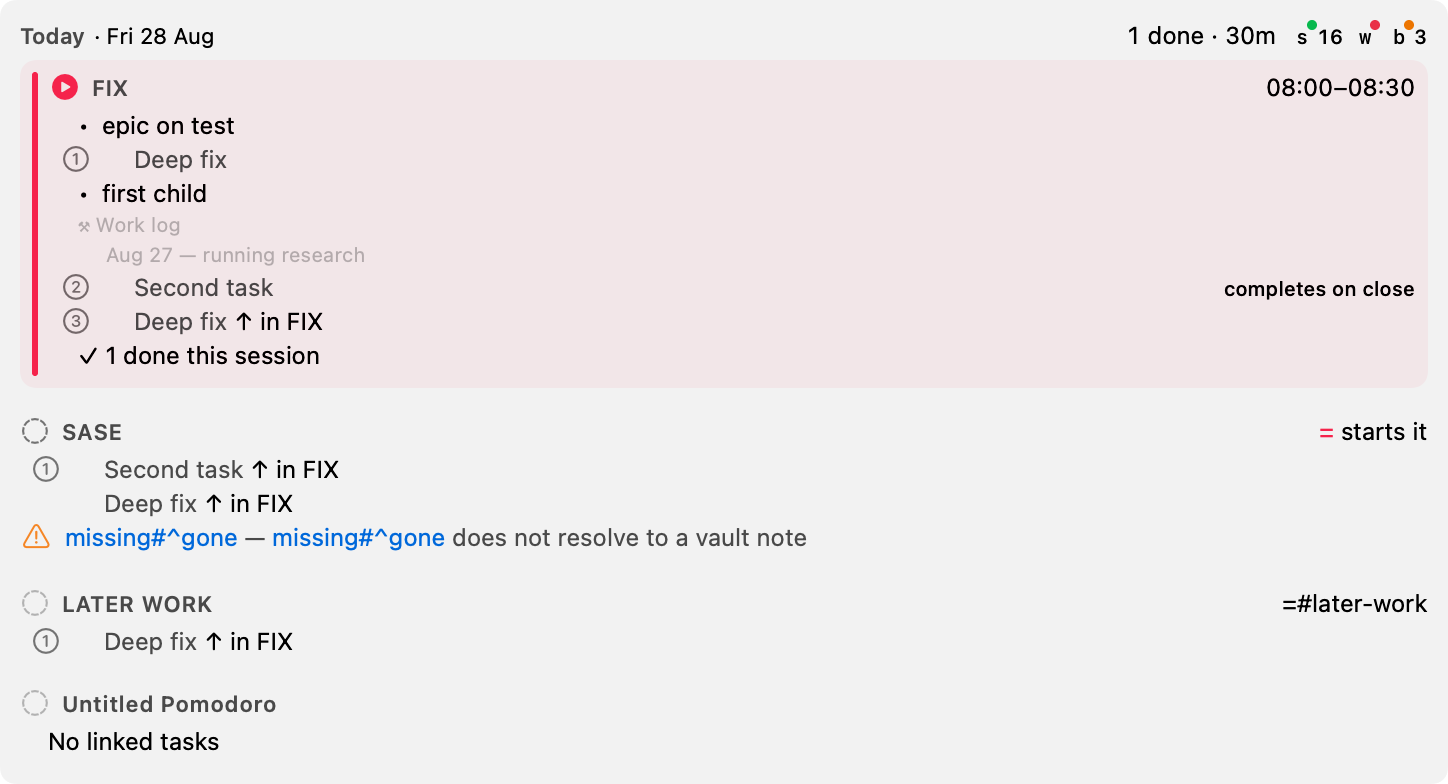 Today · Fri 28 Aug 1 done · 30m s 16 w b 3
FIX 08:00–08:30
• epic on test
1 Deep fix
• first child
⚒ Work log
Aug 27 — running research
2 Second task completes on close
3 Deep fix ↑ in FIX
✓ 1 done this session
SASE = starts it
1 Second task ↑ in FIX
Deep fix ↑ in FIX
missing#^gone — missing#^gone does not resolve to a vault note
LATER WORK =#later-work
1 Deep fix ↑ in FIX
Untitled Pomodoro
No linked tasks